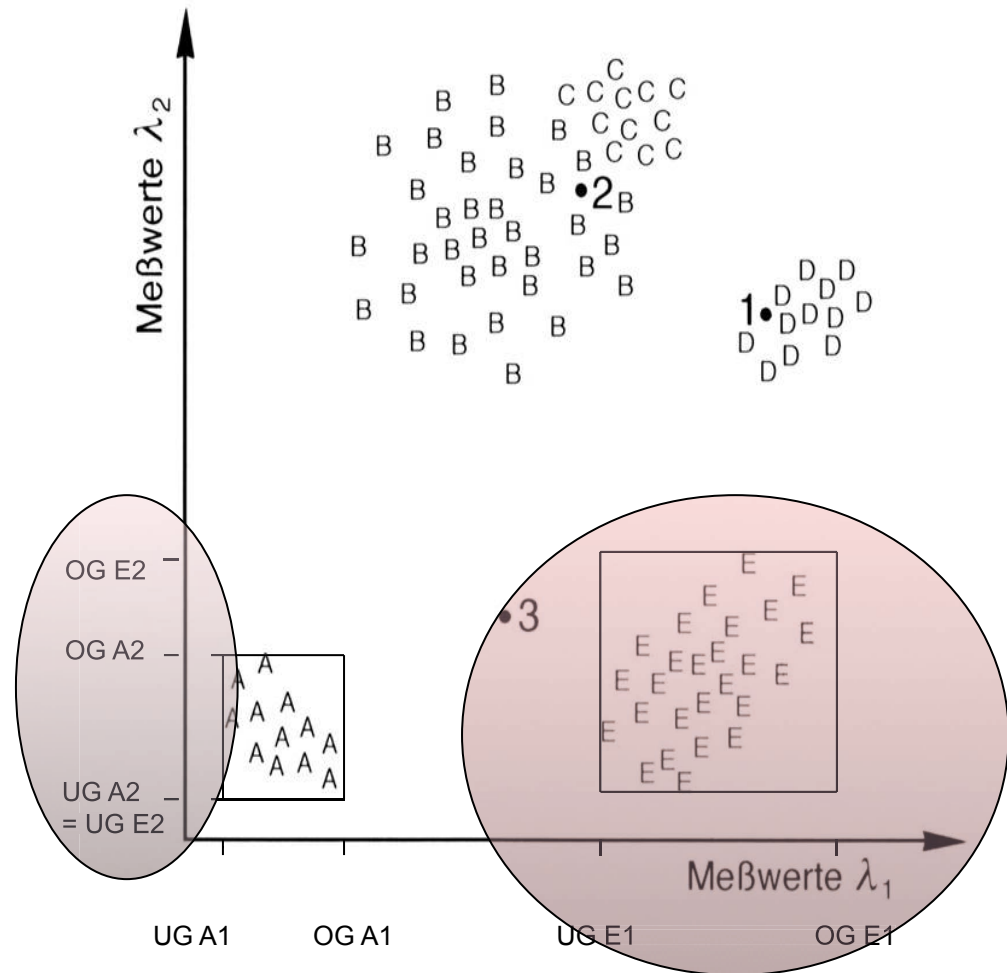 Meßwerte λ2
C
B C C C C C
B
B B C C C
B B
B B B C C C
B B 2 B
B B B B
B B B B B B
B B B B
B B B
B
B B
B B
B
D D
D D D
1 D D D
D D D
D
OG E2
OG A2
UG A2
= UG E2
3
A
A
A A A
A A A
A A A A
E
E
E E
E E E
E
E E E E E
E E E
E E E E
E E E
E E E
Meßwerte λ1
UG A1 OG A1 UG E1 OG E1